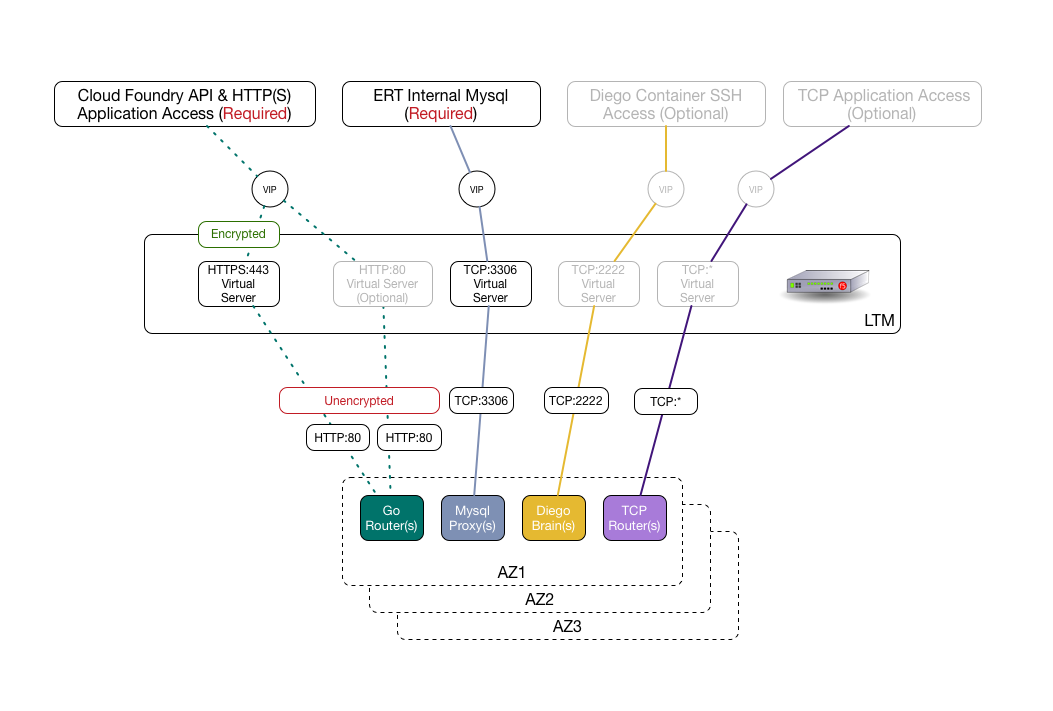 Cloud Foundry API & HTTP(S)
Application Access (Required)
ERT Internal Mysql
(Required)
Diego Container SSH
Access (Optional)
TCP Application Access
(Optional)
VIP
VIP
VIP
VIP
Encrypted
HTTPS:443
Virtual
Server
HTTP:80
Virtual Server
(Optional)
TCP:3306
Virtual
Server
TCP:2222
Virtual
Server
TCP:*
Virtual
Server
LTM
Unencrypted
TCP:3306
TCP:2222
TCP:*
HTTP:80
HTTP:80
Go
Router(s)
Mysql
Proxy(s)
Diego
Brain(s)
TCP
Router(s)
AZ1
AZ2
AZ3